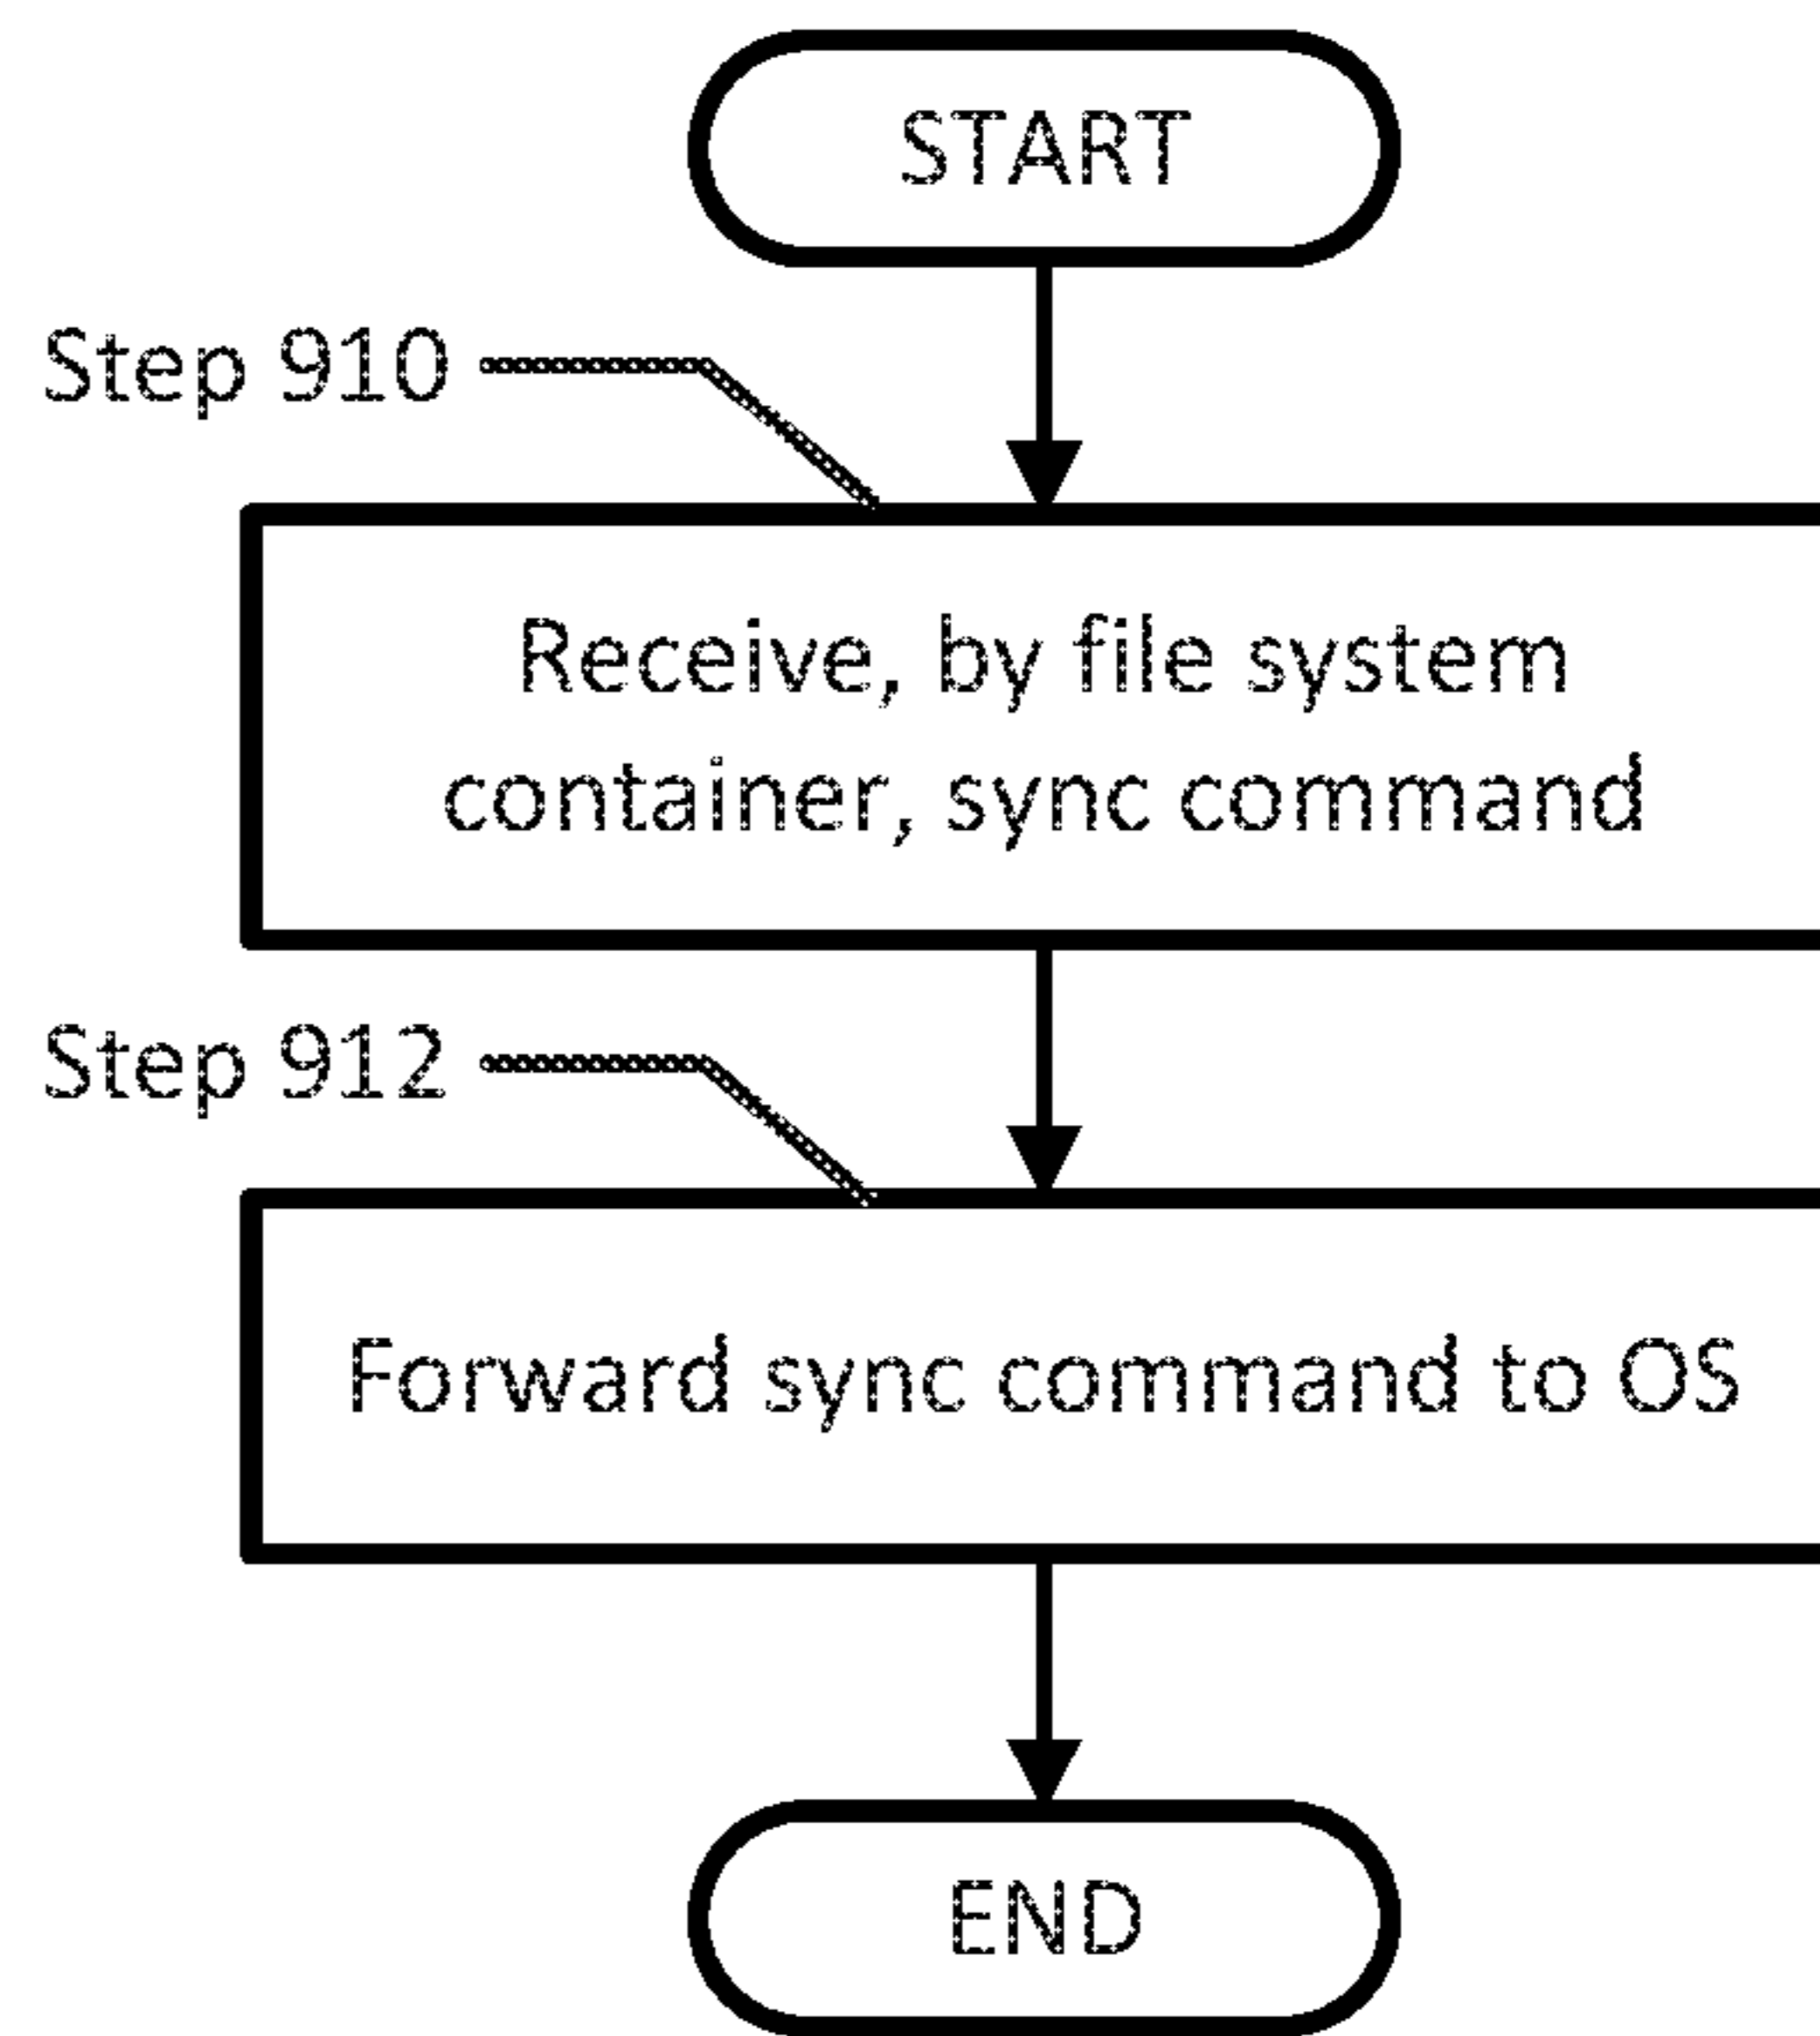 START
Step 910
Receive, by file system
container, sync command
Step 912
Forward sync command to OS
END